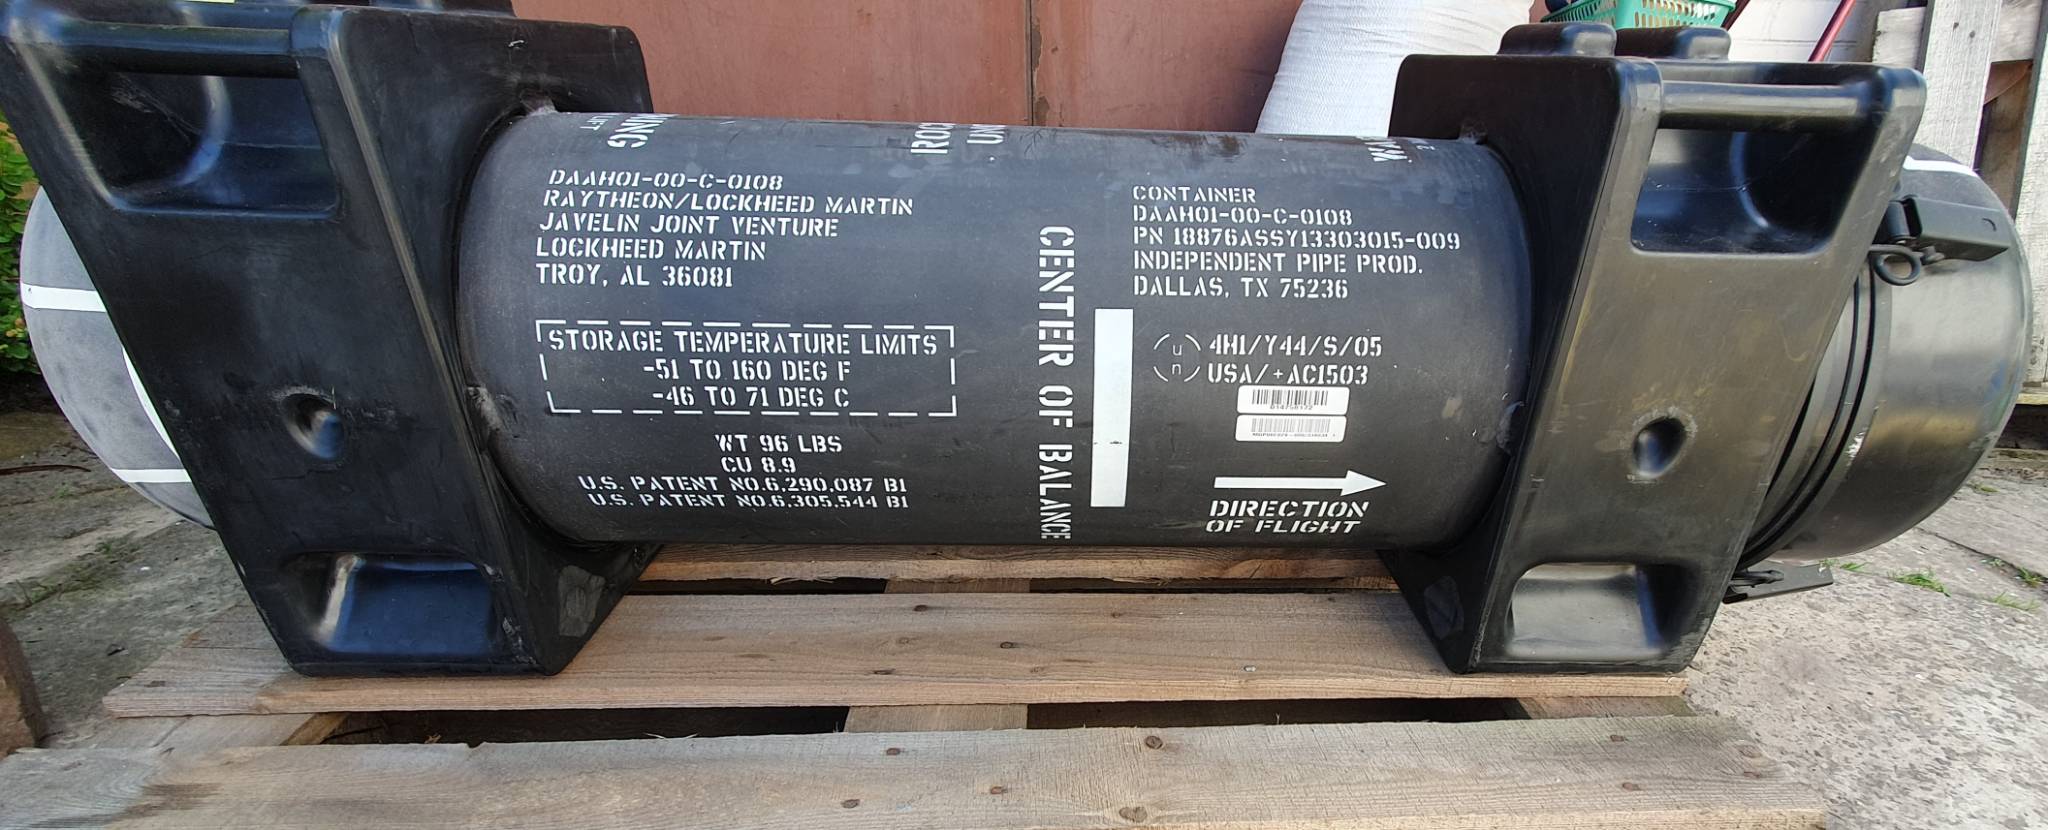 LIFT
DAAH01-00-C-0108
RAYTHEON/LOCKHEED MARTIN
JAVELIN JOINT VENTURE
LOCKHEED MARTIN
TROY, AL 36081
STORAGE TEMPERATURE LIMITS
-51 TO 160 DEG F
-46 TO 71 DEG C
WT 96 LBS
CU 8.9
U.S. PATENT NO.6,290,087 B1
U.S. PATENT NO.6,305,544 B1
CENTER OF BALANCE
CONTAINER
DAAH01-00-C-0108
PN 18876ASSY13303015-009
INDEPENDENT PIPE PROD.
DALLAS, TX 75236
u n
4H1/Y44/S/05
USA/+AC1503
DIRECTION
OF FLIGHT